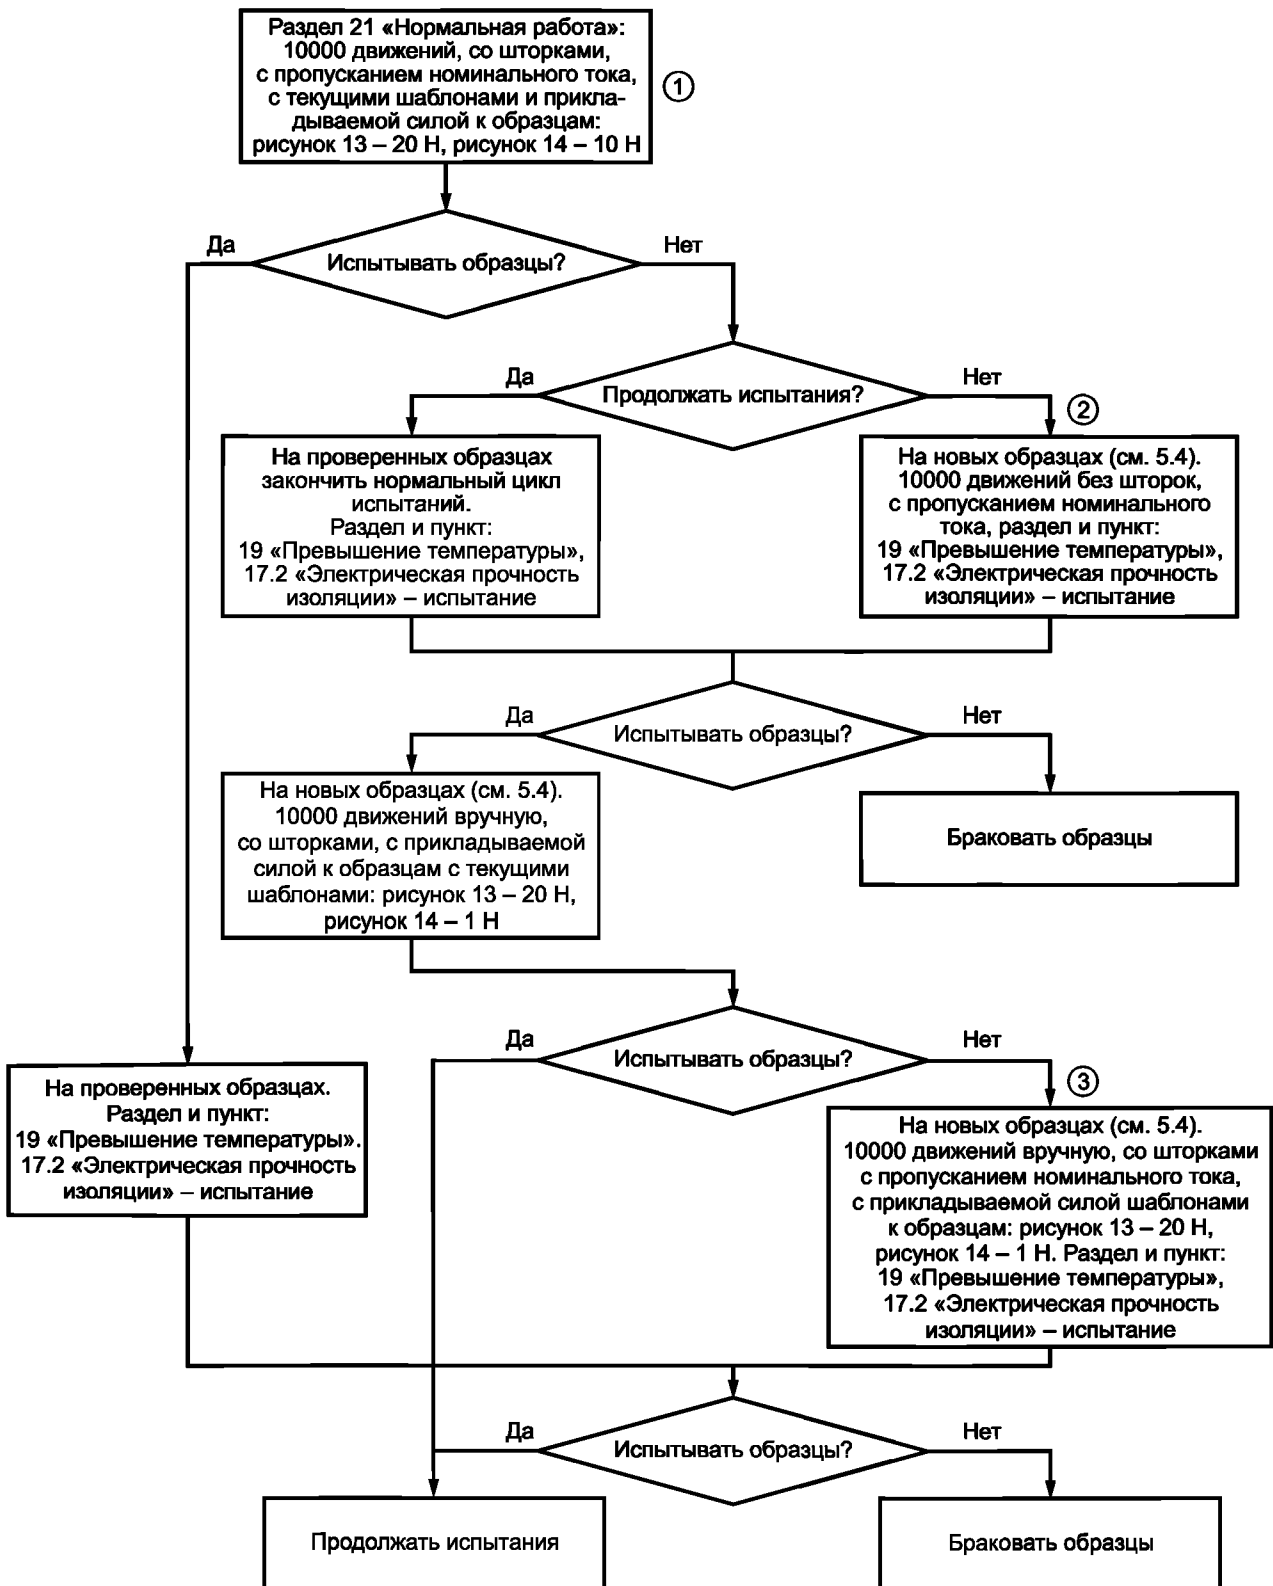 Раздел 21 «Нормальная работа»:
10000 движений, со шторками,
с пропусканием номинального тока,
с текущими шаблонами и прикла-
дываемой силой к образцам:
рисунок 13 – 20 Н, рисунок 14 – 10 Н
1
Да
Испытывать образцы?
Нет
Да
Продолжать испытания?
Нет
2
На проверенных образцах
закончить нормальный цикл
испытаний.
Раздел и пункт:
19 «Превышение температуры»,
17.2 «Электрическая прочность
изоляции» – испытание
На новых образцах (см. 5.4).
10000 движений без шторок,
с пропусканием номинального
тока, раздел и пункт:
19 «Превышение температуры»,
17.2 «Электрическая прочность
изоляции» – испытание
Да
Испытывать образцы?
Нет
На новых образцах (см. 5.4).
10000 движений вручную,
со шторками, с прикладываемой
силой к образцам с текущими
шаблонами: рисунок 13 – 20 Н,
рисунок 14 – 1 Н
Браковать образцы
Да
Испытывать образцы?
Нет
3
На проверенных образцах.
Раздел и пункт:
19 «Превышение температуры».
17.2 «Электрическая прочность
изоляции» – испытание
На новых образцах (см. 5.4).
10000 движений вручную, со шторками
с пропусканием номинального тока,
с прикладываемой силой шаблонами
к образцам: рисунок 13 – 20 Н,
рисунок 14 – 1 Н. Раздел и пункт:
19 «Превышение температуры»,
17.2 «Электрическая прочность
изоляции» – испытание
Да
Испытывать образцы?
Нет
Продолжать испытания
Браковать образцы